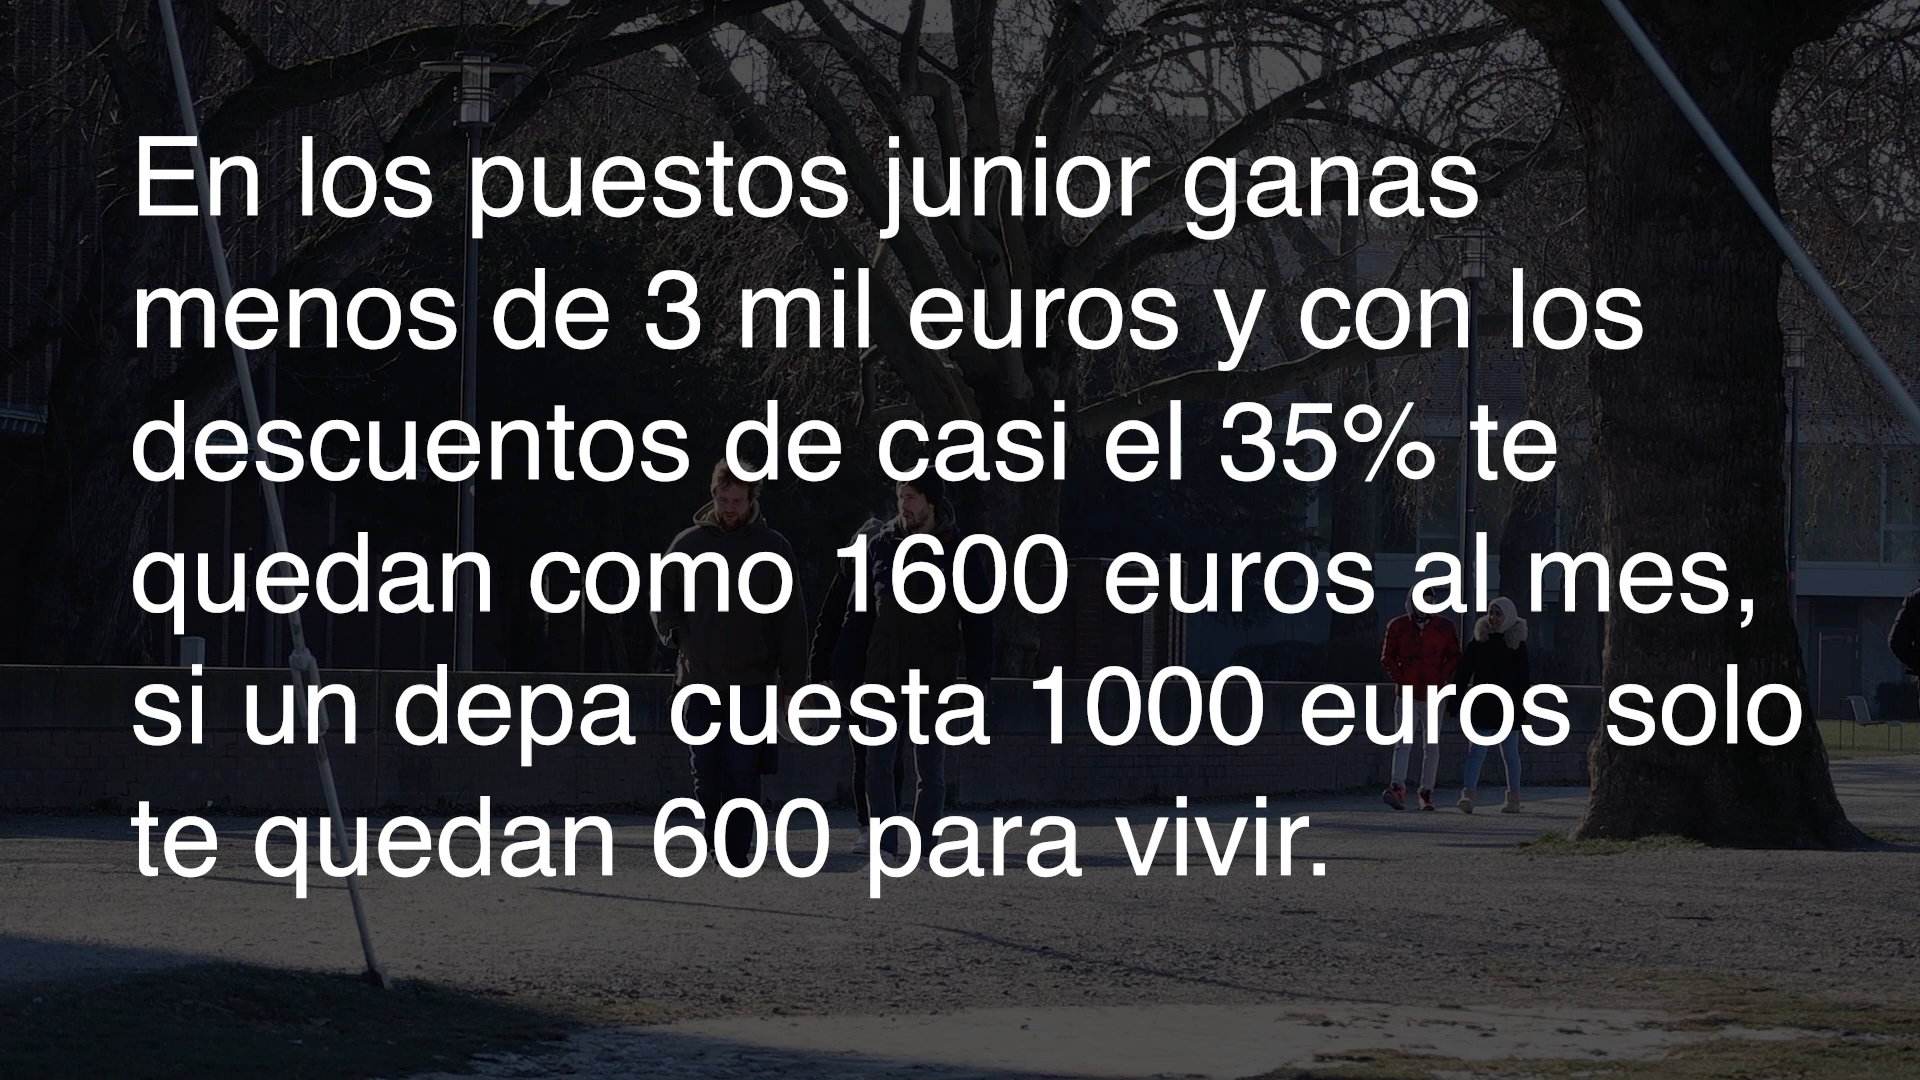 En los puestos junior ganas
menos de 3 mil euros y con los
descuentos de casi el 35% te
quedan como 1600 euros al mes,
si un depa cuesta 1000 euros solo
te quedan 600 para vivir.